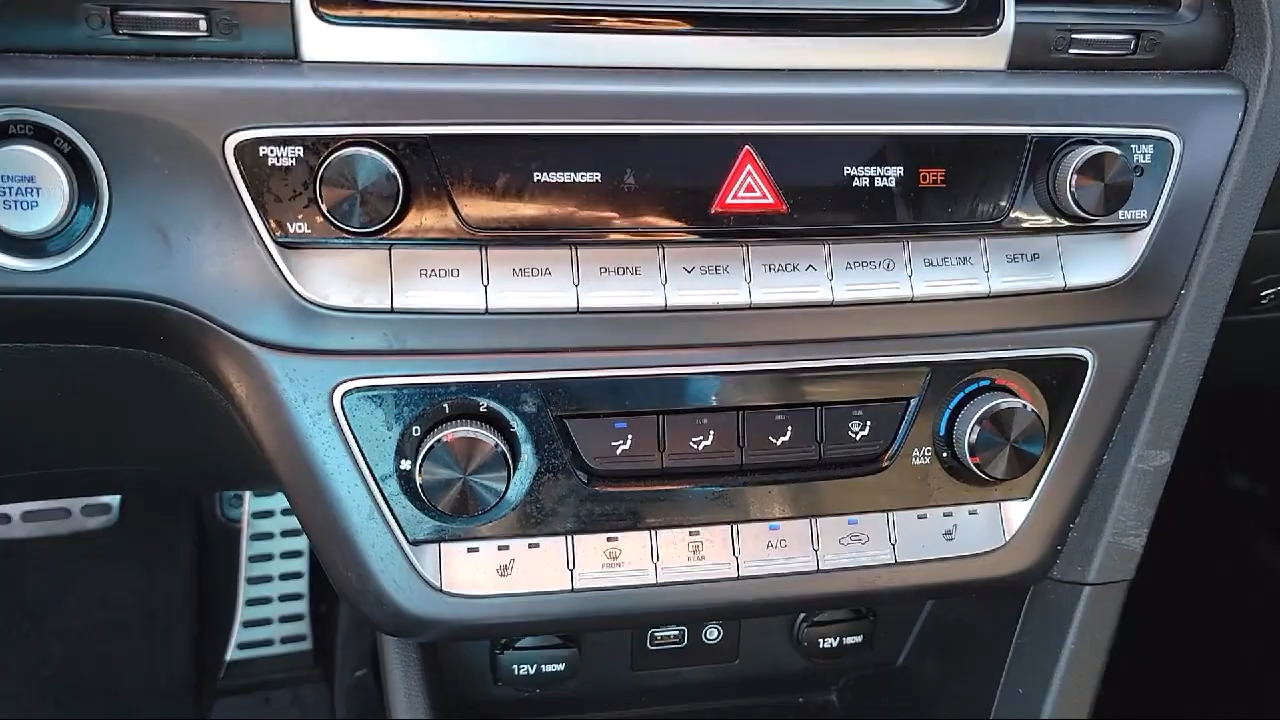 ACC
ON
ENGINE
START
STOP
POWER
PUSH
VOL
PASSENGER
PASSENGER
AIR BAG
OFF
TUNE
FILE
ENTER
RADIO
MEDIA
PHONE
SEEK
TRACK
APPS/i
BLUELINK
SETUP
0
1
2
3
A/C
MAX
FRONT
REAR
A/C
12V 180W
12V 180W